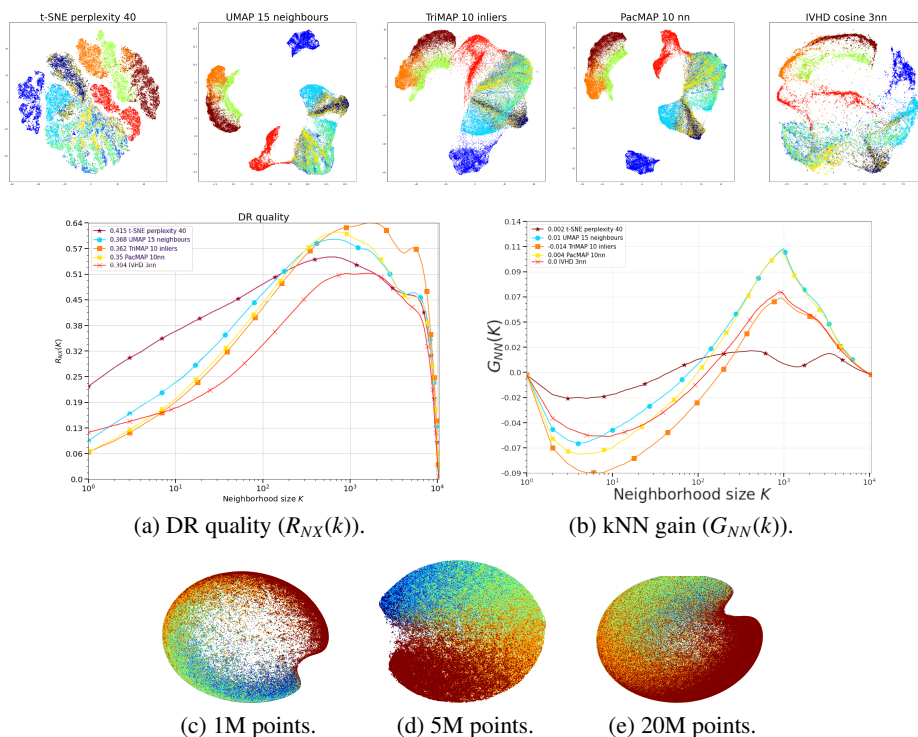 t-SNE perplexity 40
UMAP 15 neighbours
TriMAP 10 inliers
PacMAP 10 nn
IVHD cosine 3nn
DR quality
0.64
0.57
0.51
0.45
0.38
0.32
0.25
0.19
0.13
0.06
0.0
R_NX(K)
0.415 t-SNE perplexity 40
0.368 UMAP 15 neighbours
0.362 TriMAP 10 inliers
0.35 PacMAP 10nn
0.304 IVHD 3nn
10^0
10^1
10^2
10^3
10^4
Neighborhood size K
0.14
0.11
0.09
0.07
0.05
0.02
0.0
-0.02
-0.05
-0.07
-0.09
G_NN(K)
0.002 t-SNE perplexity 40
0.01 UMAP 15 neighbours
-0.014 TriMAP 10 inliers
0.004 PacMAP 10nn
0.0 IVHD 3nn
10^0
10^1
10^2
10^3
10^4
Neighborhood size K
(a) DR quality (R_NX(k)).
(b) kNN gain (G_NN(k)).
(c) 1M points.
(d) 5M points.
(e) 20M points.